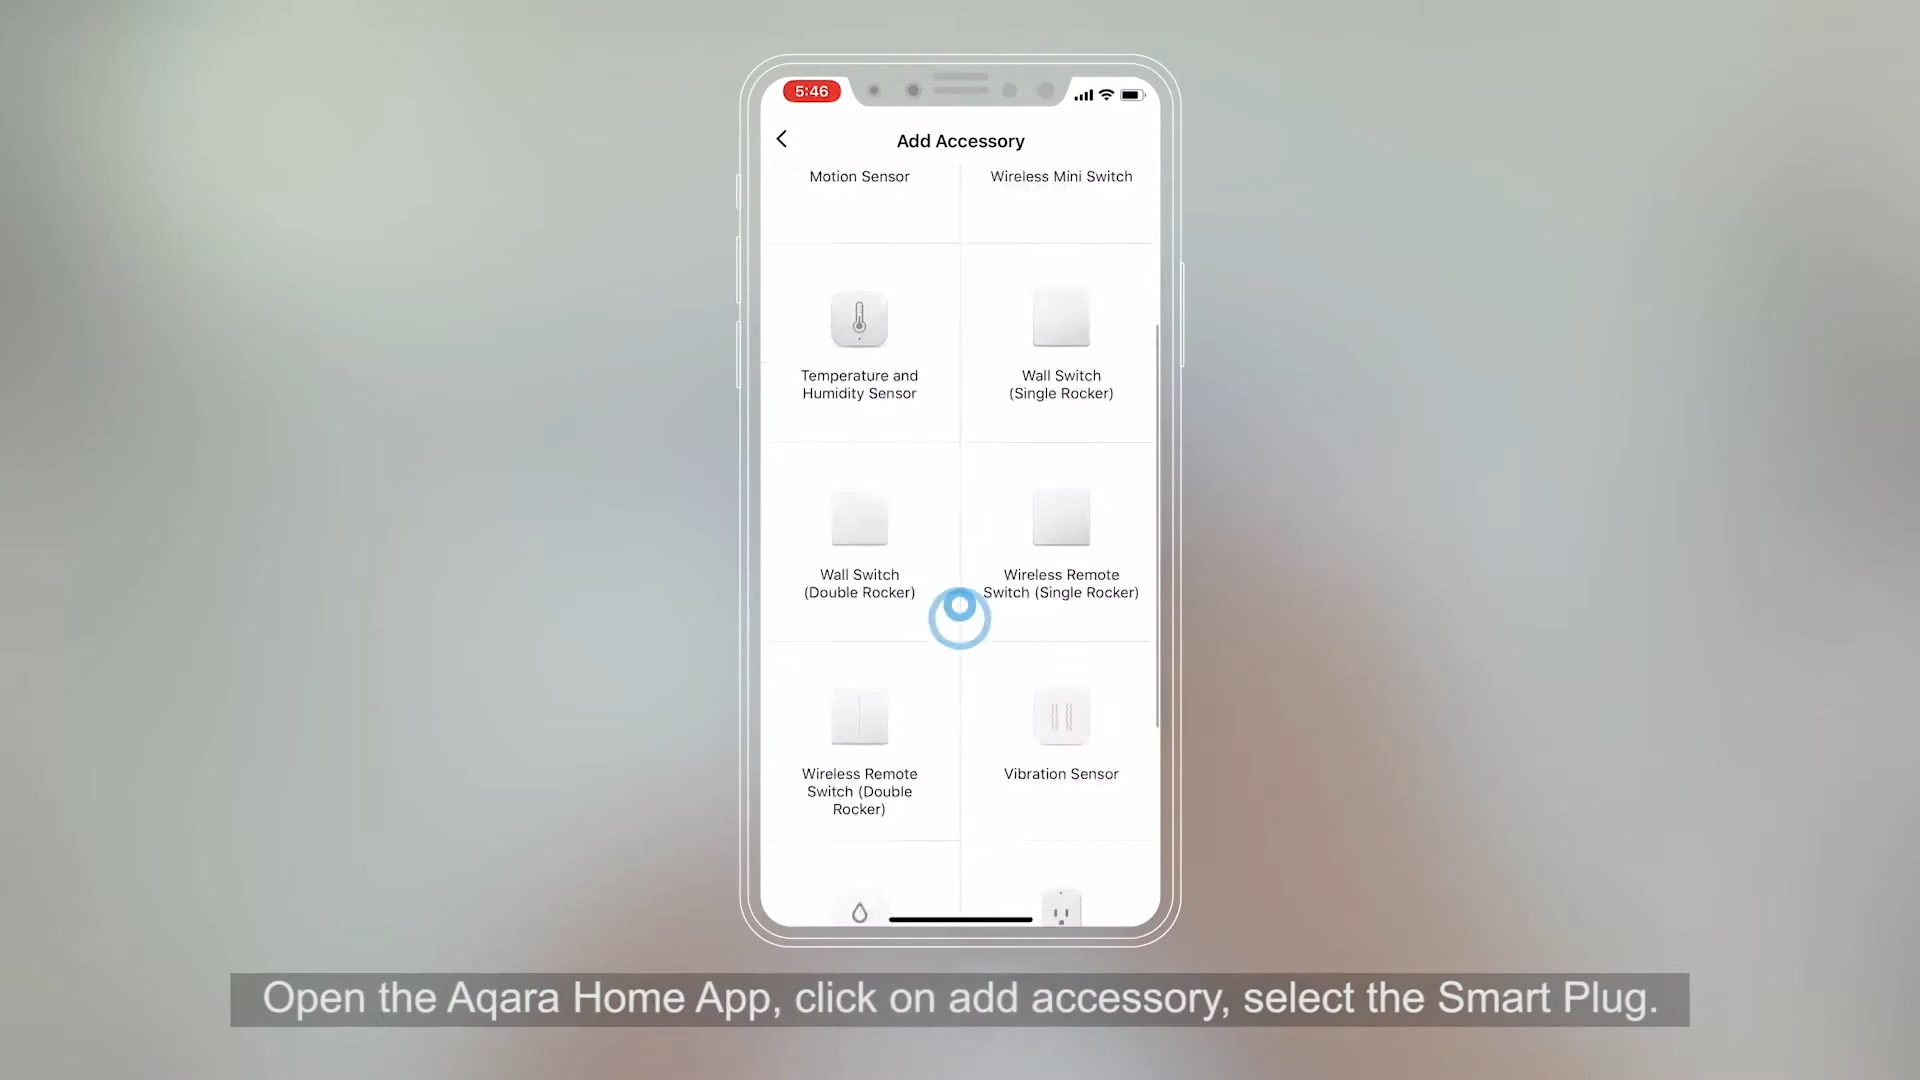 5:46
Add Accessory
Motion Sensor
Wireless Mini Switch
Temperature and
Humidity Sensor
Wall Switch
(Single Rocker)
Wall Switch
(Double Rocker)
Wireless Remote
Switch (Single Rocker)
Wireless Remote
Switch (Double
Rocker)
Vibration Sensor
Open the Aqara Home App, click on add accessory, select the Smart Plug.